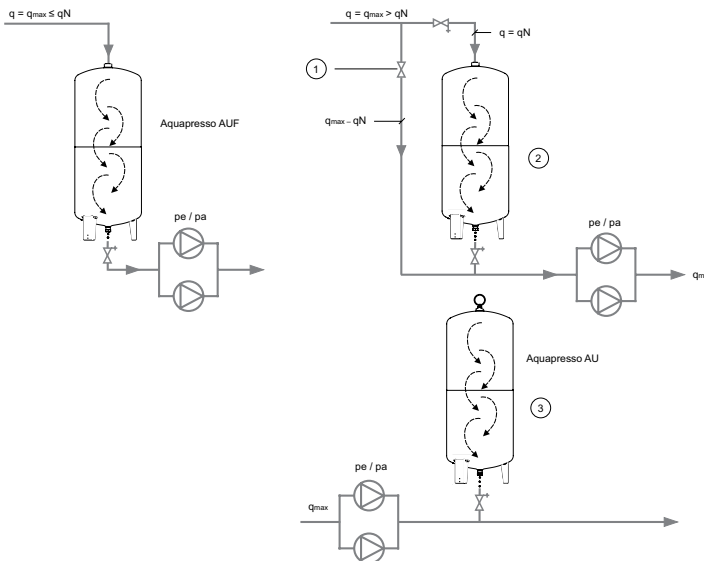 q = qmax ≤ qN
Aquapresso AUF
pe / pa
q = qmax > qN
q = qN
1
qmax – qN
2
pe / pa
qm
Aquapresso AU
3
pe / pa
qmax